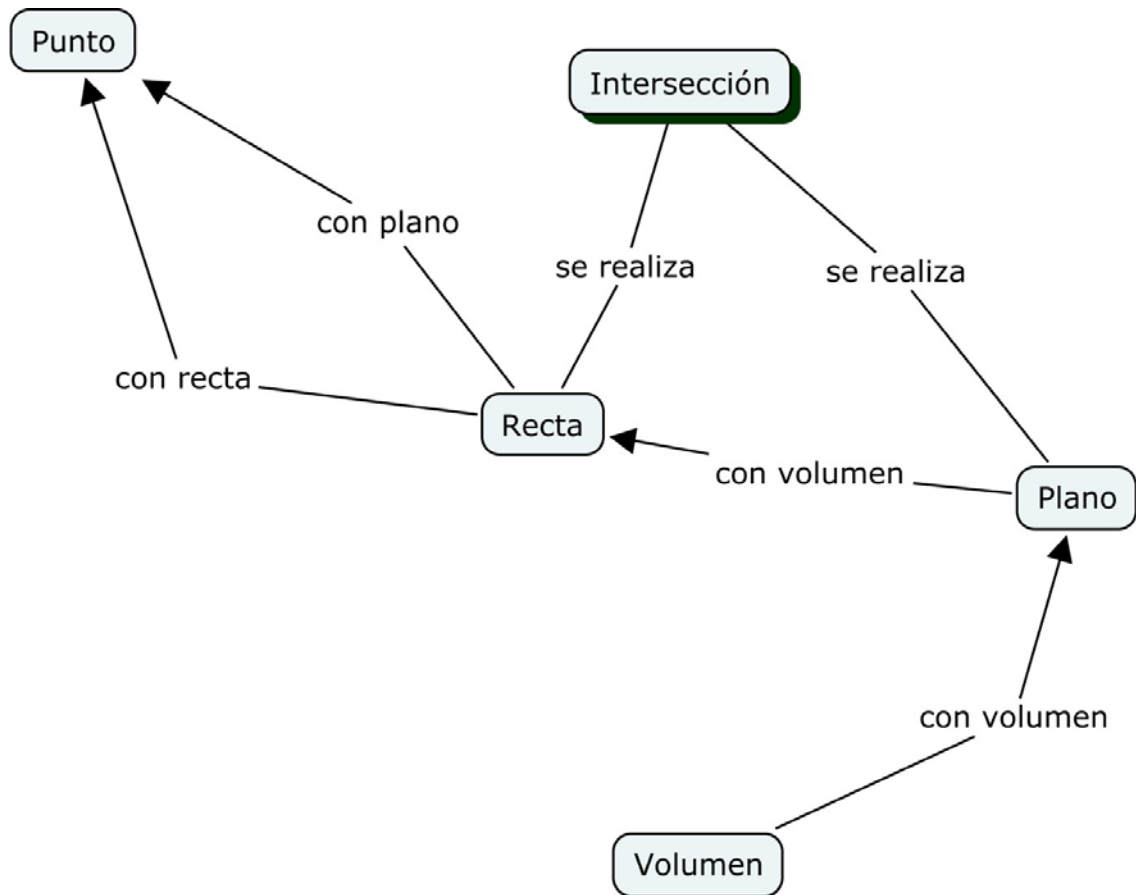 Punto
Intersección
con plano
se realiza
se realiza
con recta
Recta
con volumen
Plano
con volumen
Volumen